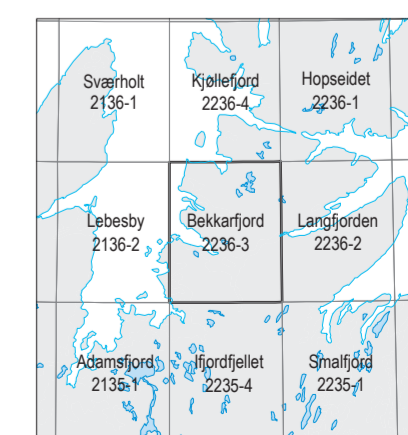 Sværholt
2136-1
Kjøllefjord
2236-4
Hopseidet
2236-1
Lebesby
2136-2
Bekkarfjord
2236-3
Langfjorden
2236-2
Adamsfjord
2135-1
Ifjordfjellet
2235-4
Smalfjord
2235-1